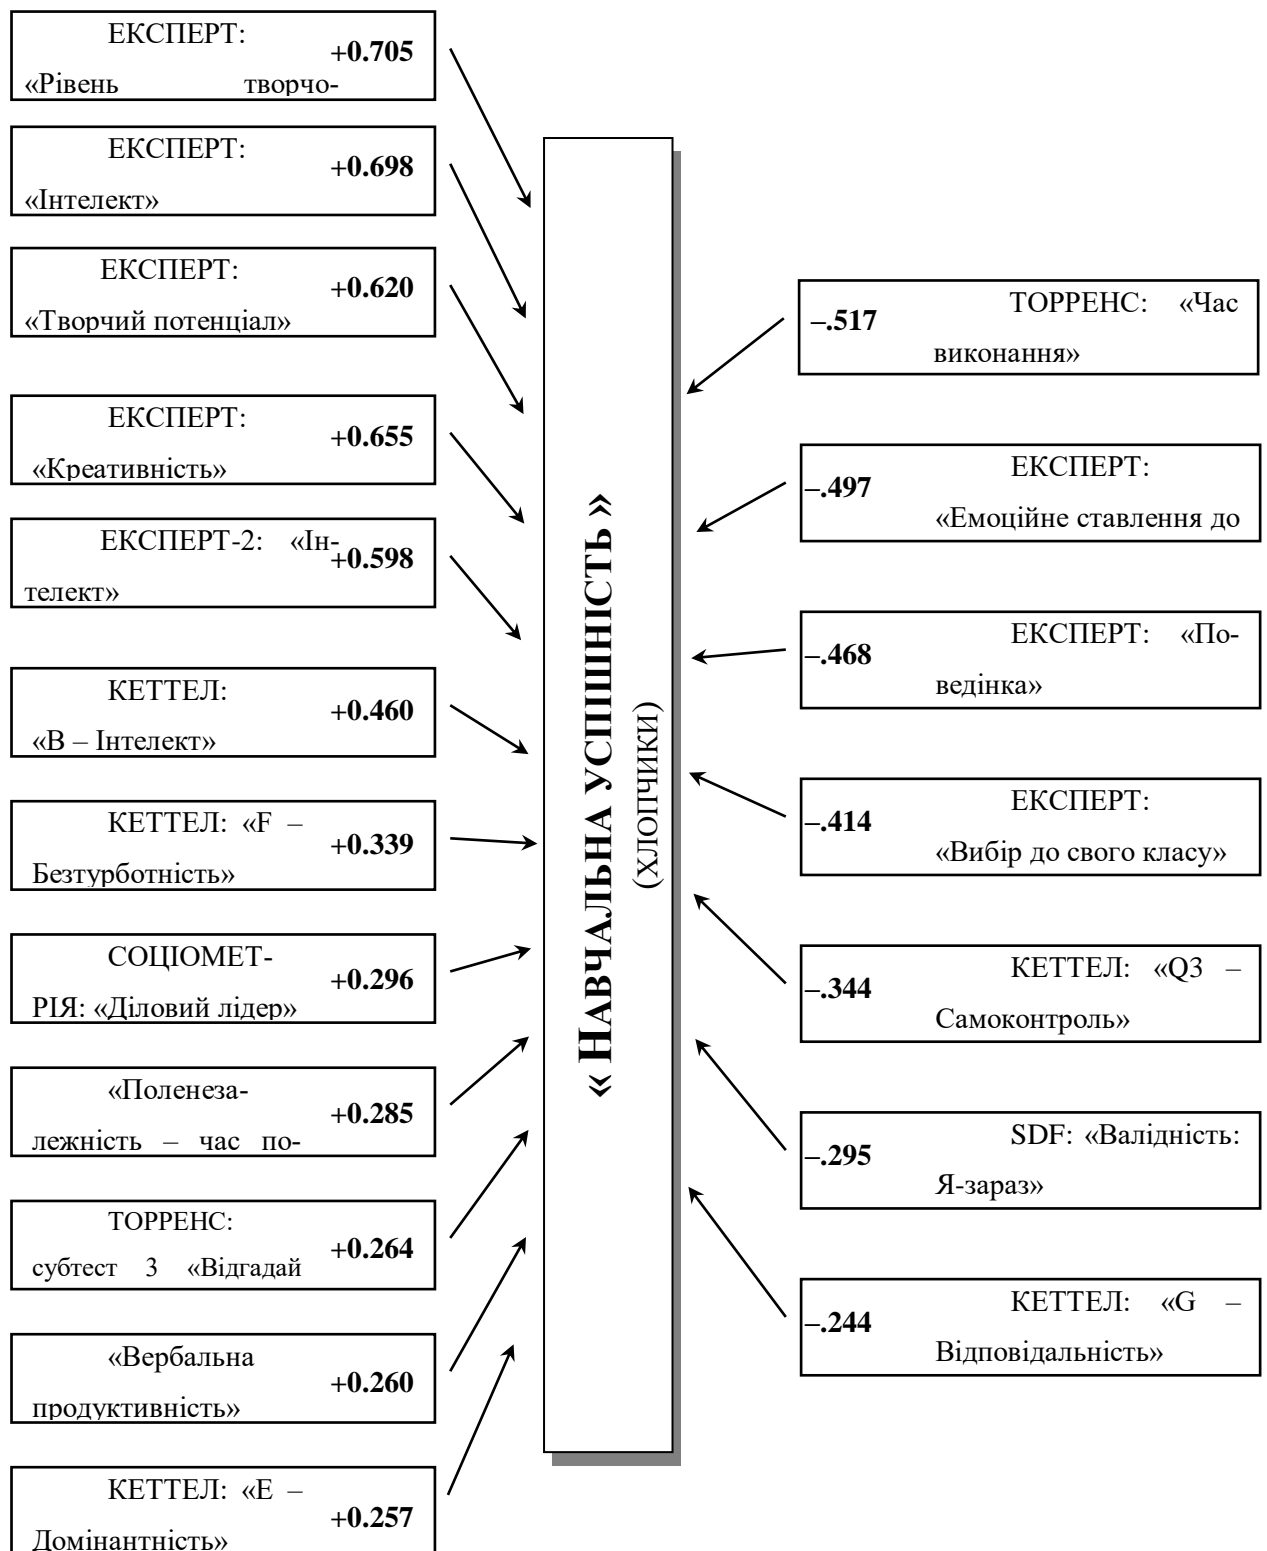 ЕКСПЕРТ:
+0.705
«Рівень творчо-
ЕКСПЕРТ:
+0.698
«Інтелект»
ЕКСПЕРТ:
+0.620
«Творчий потенціал»
ЕКСПЕРТ:
+0.655
«Креативність»
ЕКСПЕРТ-2: «Ін-
+0.598
телект»
КЕТТЕЛ:
+0.460
«В – Інтелект»
КЕТТЕЛ: «F –
+0.339
Безтурботність»
СОЦІОМЕТ-
+0.296
РІЯ: «Діловий лідер»
«Поленеза-
+0.285
лежність – час по-
ТОРРЕНС:
+0.264
субтест 3 «Відгадай
«Вербальна
+0.260
продуктивність»
КЕТТЕЛ: «Е –
+0.257
Домінантність»
« НАВЧАЛЬНА УСПІШНІСТЬ »
(ХЛОПЧИКИ)
ТОРРЕНС: «Час
–.517
виконання»
ЕКСПЕРТ:
–.497
«Емоційне ставлення до
ЕКСПЕРТ: «По-
–.468
ведінка»
ЕКСПЕРТ:
–.414
«Вибір до свого класу»
КЕТТЕЛ: «Q3 –
–.344
Самоконтроль»
SDF: «Валідність:
–.295
Я-зараз»
КЕТТЕЛ: «G –
–.244
Відповідальність»